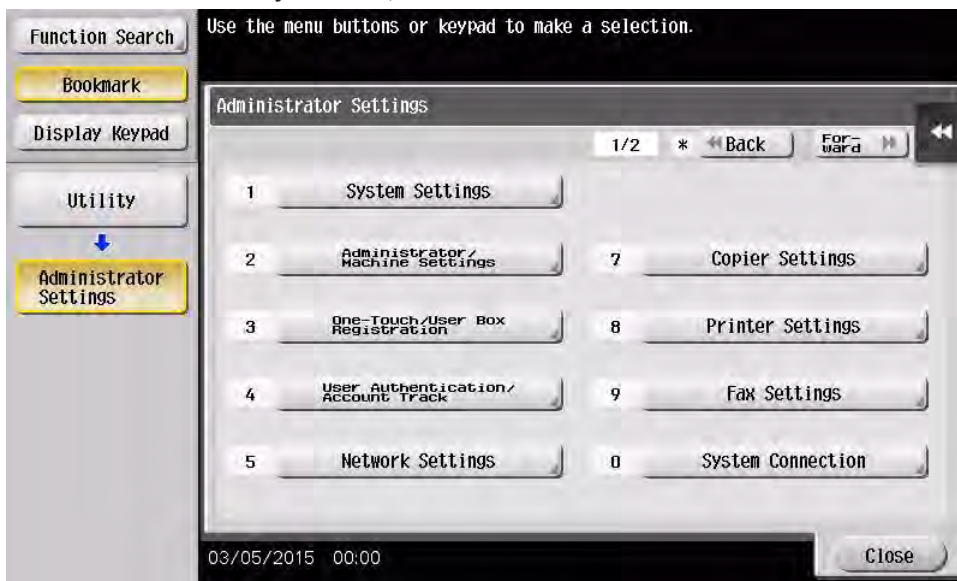 Function Search
Bookmark
Display Keypad
Utility
Administrator
Settings
Use the menu buttons or keypad to make a selection.
Administrator Settings
1/2 * Back For-
ward
1 System Settings
2 Administrator/
Machine Settings
7 Copier Settings
3 One-Touch/User Box
Registration
8 Printer Settings
4 User Authentication/
Account Track
9 Fax Settings
5 Network Settings
0 System Connection
03/05/2015 00:00
Close